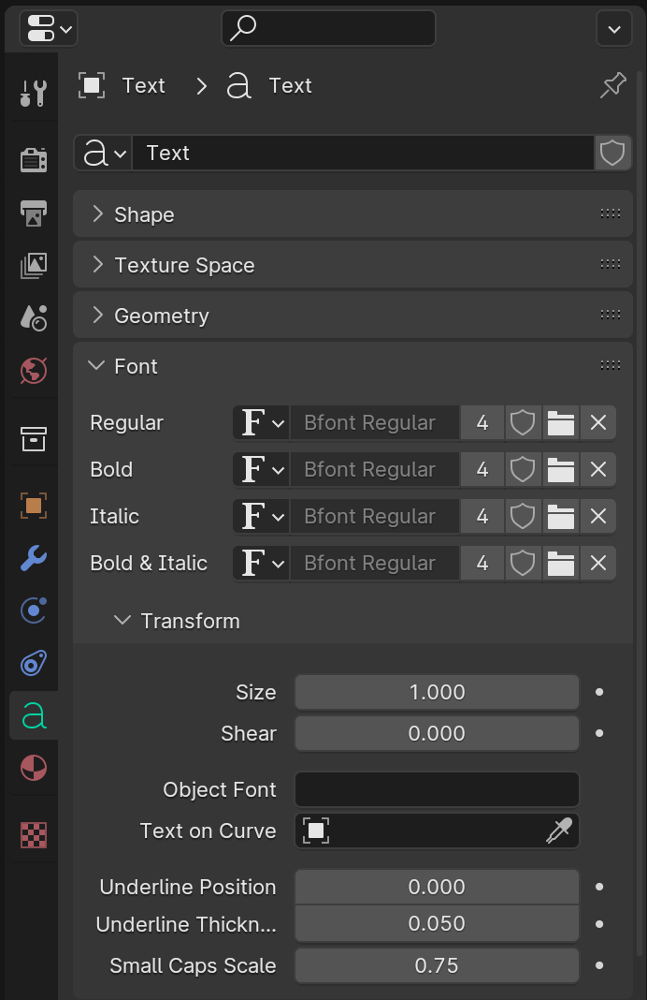 Text > Text
Text
Shape
Texture Space
Geometry
Font
Regular F Bfont Regular 4
Bold F Bfont Regular 4
Italic F Bfont Regular 4
Bold & Italic F Bfont Regular 4
Transform
Size 1.000
Shear 0.000
Object Font
Text on Curve
Underline Position 0.000
Underline Thickn... 0.050
Small Caps Scale 0.75